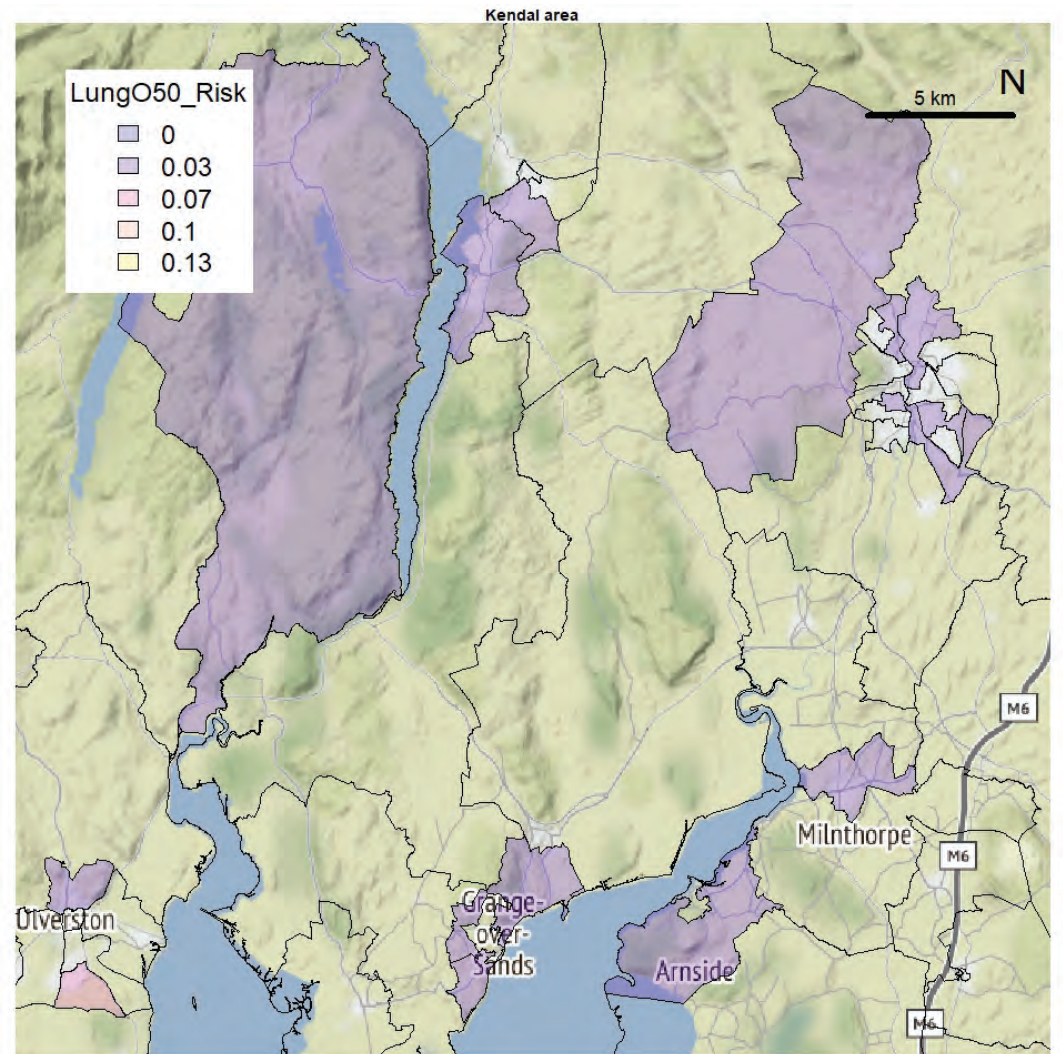 Kendal area
LungO50_Risk
0
0.03
0.07
0.1
0.13
N
5 km
M6
Milnthorpe
M6
Ulverston
Grange-
over-
Sands
Arnside
M6